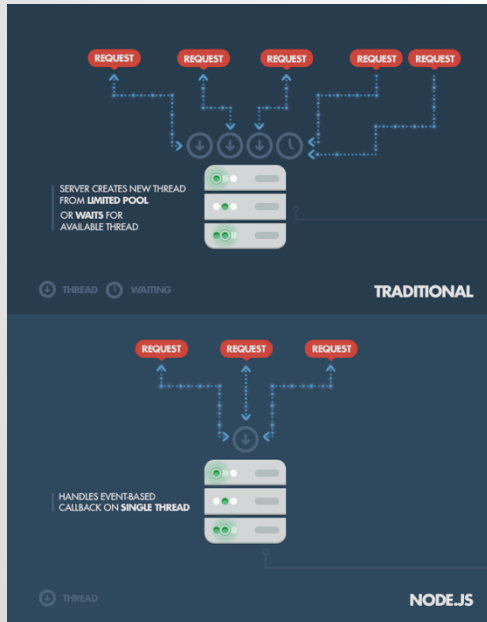 REQUEST REQUEST REQUEST REQUEST REQUEST
SERVER CREATES NEW THREAD
FROM LIMITED POOL
OR WAITS FOR
AVAILABLE THREAD
THREAD WAITING
TRADITIONAL
REQUEST REQUEST REQUEST
HANDLES EVENT-BASED
CALLBACK ON SINGLE THREAD
THREAD
NODE.JS